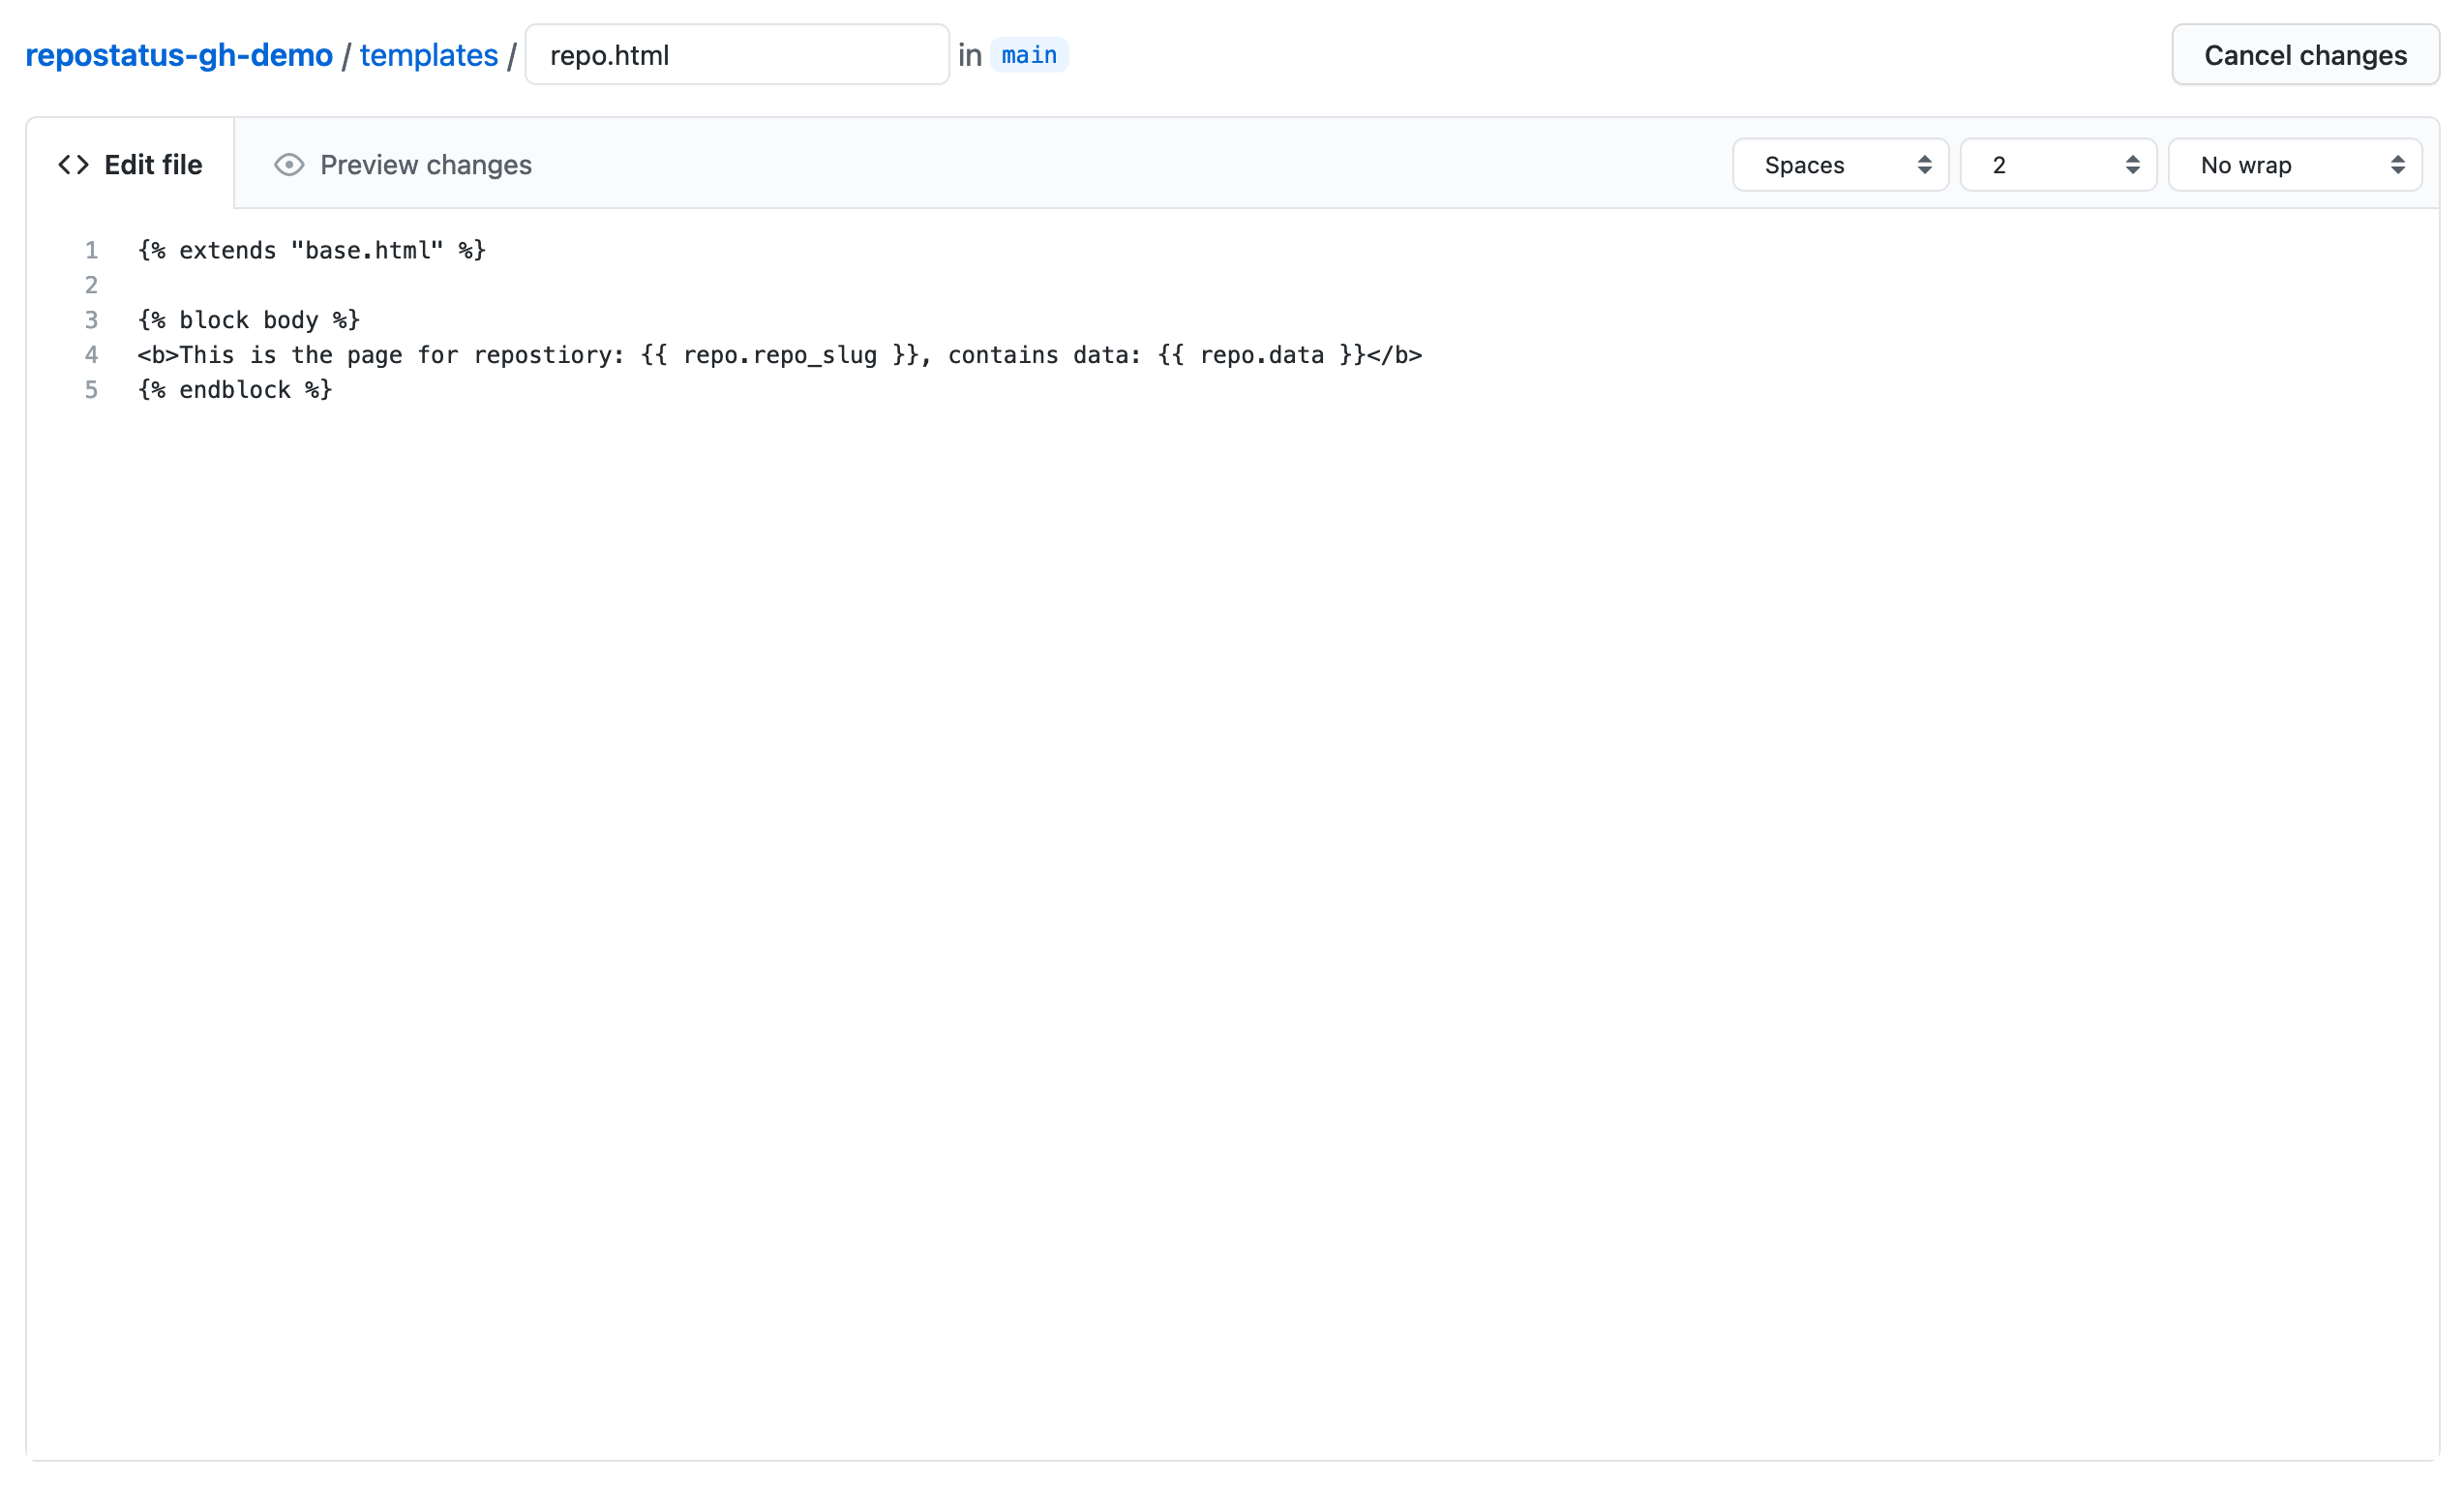 repostatus-gh-demo / templates / repo.html in main Cancel changes
Edit file Preview changes Spaces 2 No wrap
1 {% extends "base.html" %}
2
3 {% block body %}
4 <b>This is the page for repostiory: {{ repo.repo_slug }}, contains data: {{ repo.data }}</b>
5 {% endblock %}